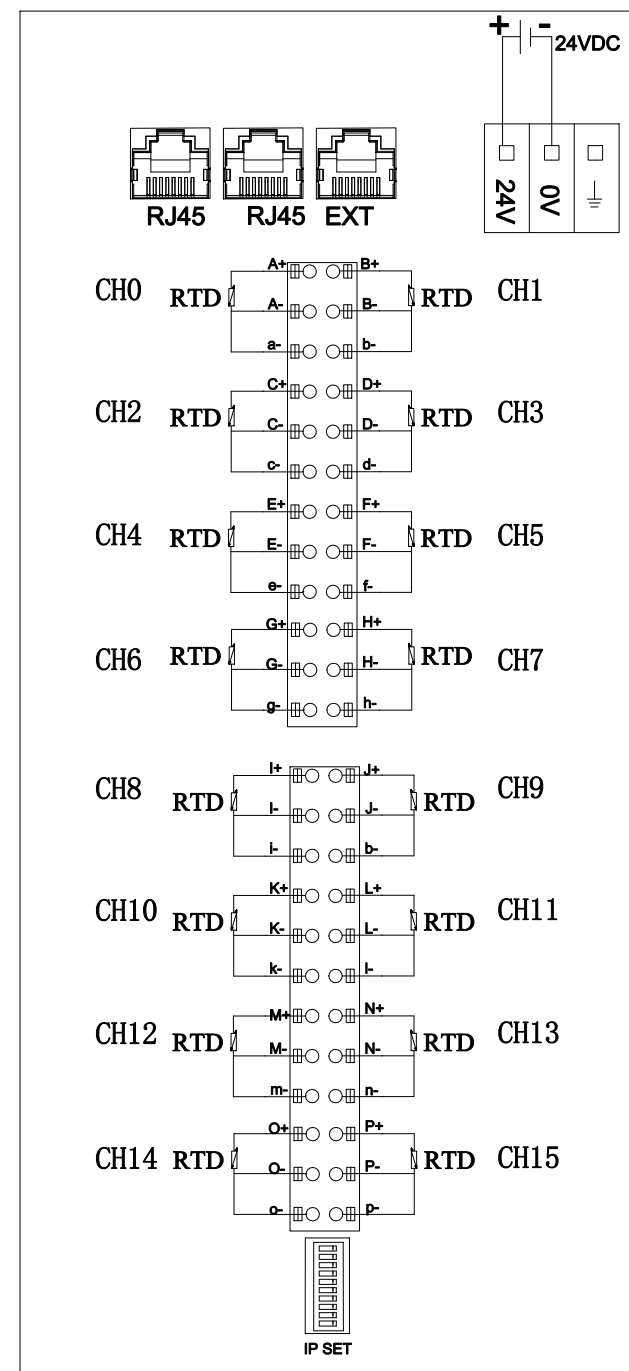 + - 24VDC
RJ45 RJ45 EXT
24V 0V
A+ B+
CH0 RTD RTD CH1
A- B-
a- b-
C+ D+
CH2 RTD RTD CH3
C- D-
c- d-
E+ F+
CH4 RTD RTD CH5
E- F-
e- f-
G+ H+
CH6 RTD RTD CH7
G- H-
g- h-
I+ J+
CH8 RTD RTD CH9
I- J-
i- b-
K+ L+
CH10 RTD RTD CH11
K- L-
k- l-
M+ N+
CH12 RTD RTD CH13
M- N-
m- n-
O+ P+
CH14 RTD RTD CH15
O- P-
o- p-
IP SET